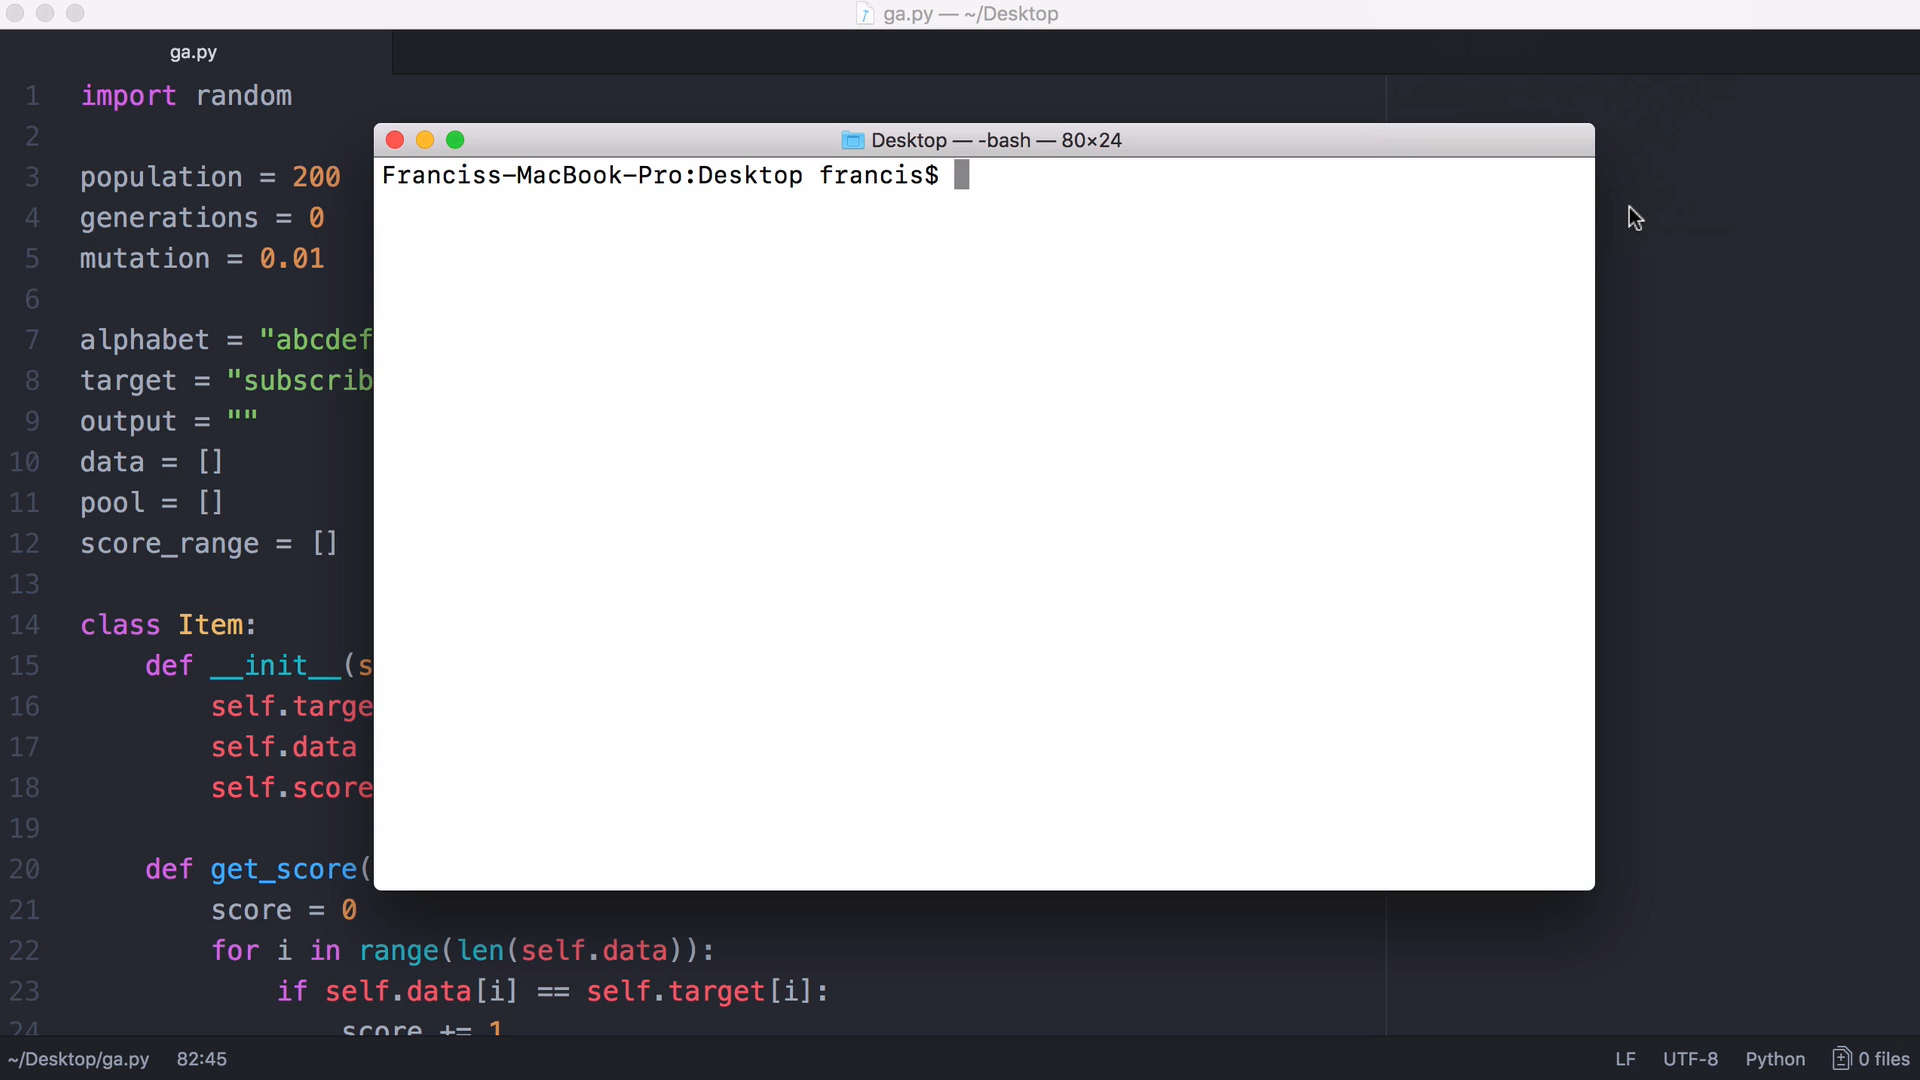 ga.py — ~/Desktop
ga.py
1 import random
2
3 population = 200
4 generations = 0
5 mutation = 0.01
6
7 alphabet = "abcdef
8 target = "subscrib
9 output = ""
10 data = []
11 pool = []
12 score_range = []
13
14 class Item:
15 def __init__(s
16 self.targe
17 self.data
18 self.score
19
20 def get_score(
21 score = 0
22 for i in range(len(self.data)):
23 if self.data[i] == self.target[i]:
24 score += 1
Desktop — -bash — 80×24
Franciss-MacBook-Pro:Desktop francis$
~/Desktop/ga.py 82:45 LF UTF-8 Python 0 files